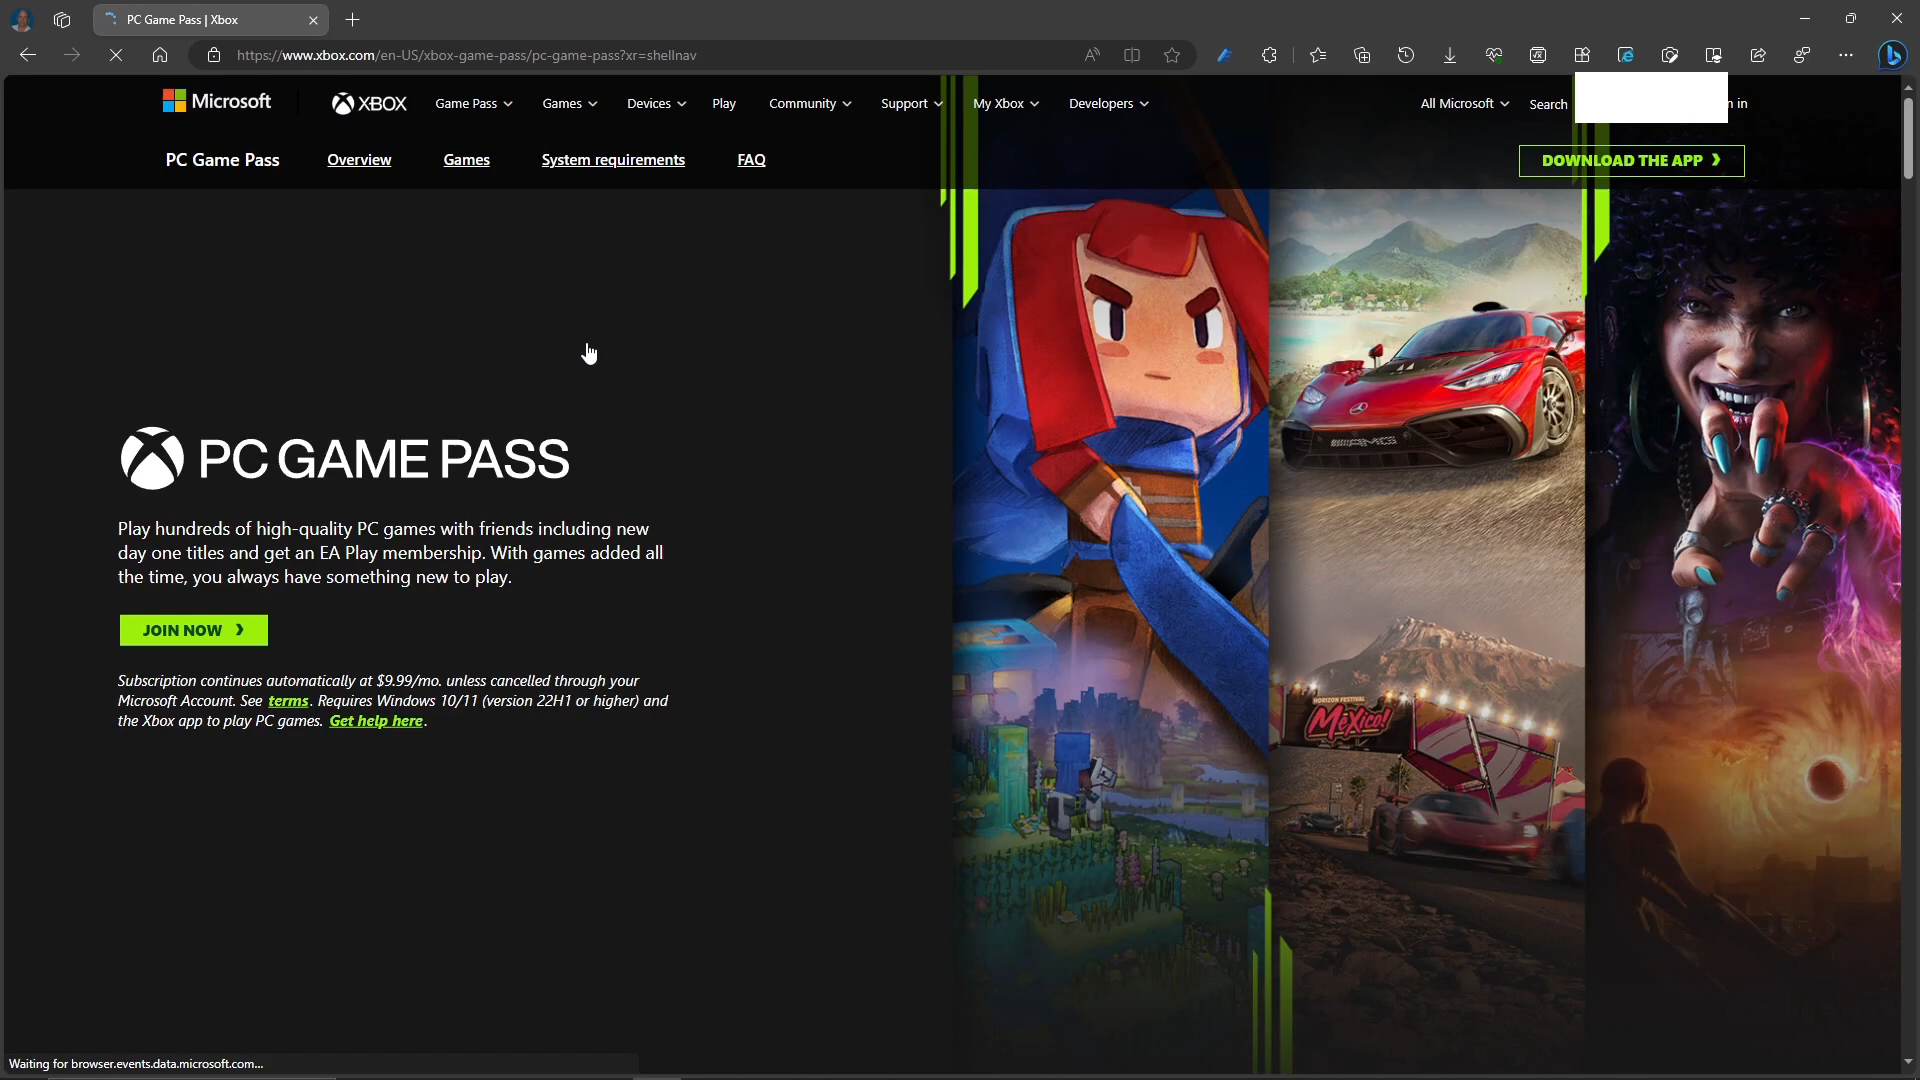 PC Game Pass | Xbox
https://www.xbox.com/en-US/xbox-game-pass/pc-game-pass?xr=shellnav
Microsoft
XBOX
Game Pass
Games
Devices
Play
Community
Support
My Xbox
Developers
All Microsoft
Search
n in
PC Game Pass
Overview
Games
System requirements
FAQ
DOWNLOAD THE APP
PC GAME PASS
Play hundreds of high-quality PC games with friends including new
day one titles and get an EA Play membership. With games added all
the time, you always have something new to play.
JOIN NOW
Subscription continues automatically at $9.99/mo. unless cancelled through your
Microsoft Account. See terms. Requires Windows 10/11 (version 22H1 or higher) and
the Xbox app to play PC games. Get help here.
AMG
HORIZON FESTIVAL
MéXico!
Waiting for browser.events.data.microsoft.com...